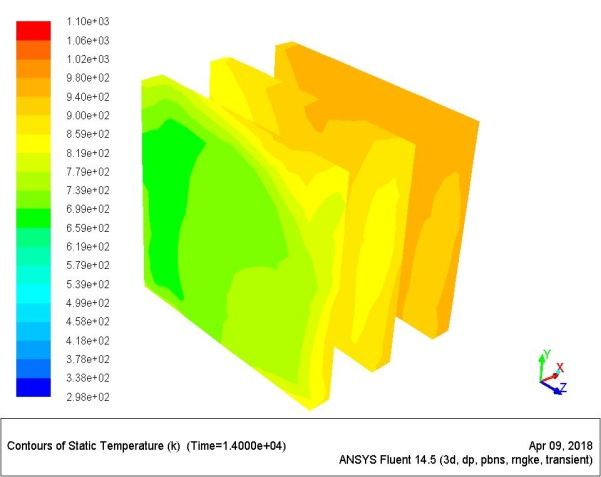 1.10e+03
1.06e+03
1.02e+03
9.80e+02
9.40e+02
9.00e+02
8.59e+02
8.19e+02
7.79e+02
7.39e+02
6.99e+02
6.59e+02
6.19e+02
5.79e+02
5.39e+02
4.99e+02
4.58e+02
4.18e+02
3.78e+02
3.38e+02
2.98e+02
Y
X
Z
Contours of Static Temperature (k) (Time=1.4000e+04)
Apr 09, 2018
ANSYS Fluent 14.5 (3d, dp, pbns, rngke, transient)